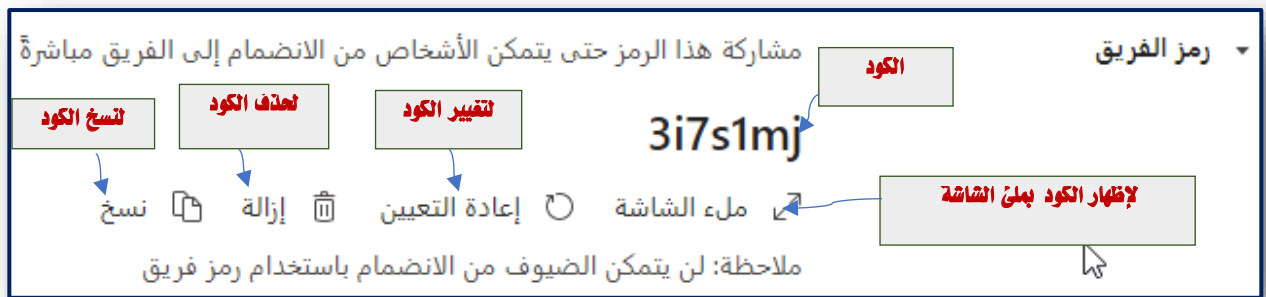 رمز الفريق
مشاركة هذا الرمز حتى يتمكن الأشخاص من الانضمام إلى الفريق مباشرةً
الكود
لتغيير الكود
لحذف الكود
لنسخ الكود
3i7s1mj
لإظهار الكود بملئ الشاشة
ملء الشاشة إعادة التعيين إزالة نسخ
ملاحظة: لن يتمكن الضيوف من الانضمام باستخدام رمز فريق